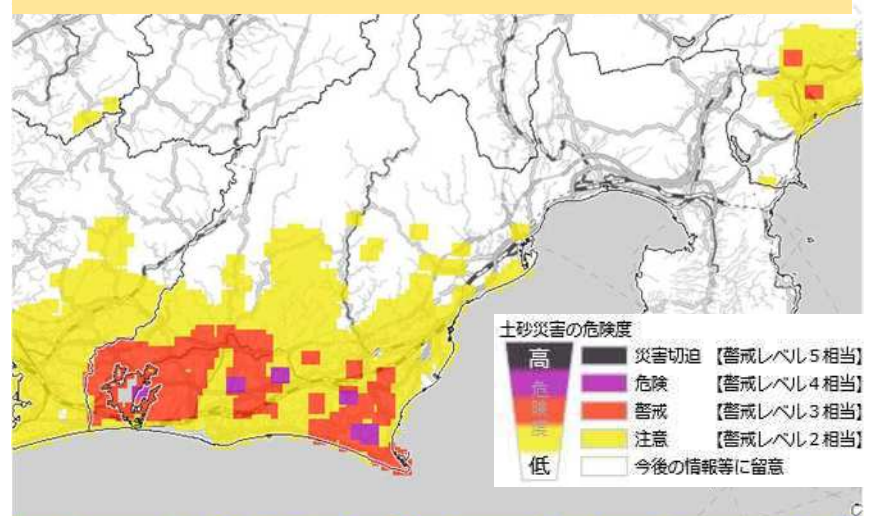 土砂災害の危険度
高
危険度
低
災害切迫 【警戒レベル5相当】
危険 【警戒レベル4相当】
警戒 【警戒レベル3相当】
注意 【警戒レベル2相当】
今後の情報等に留意